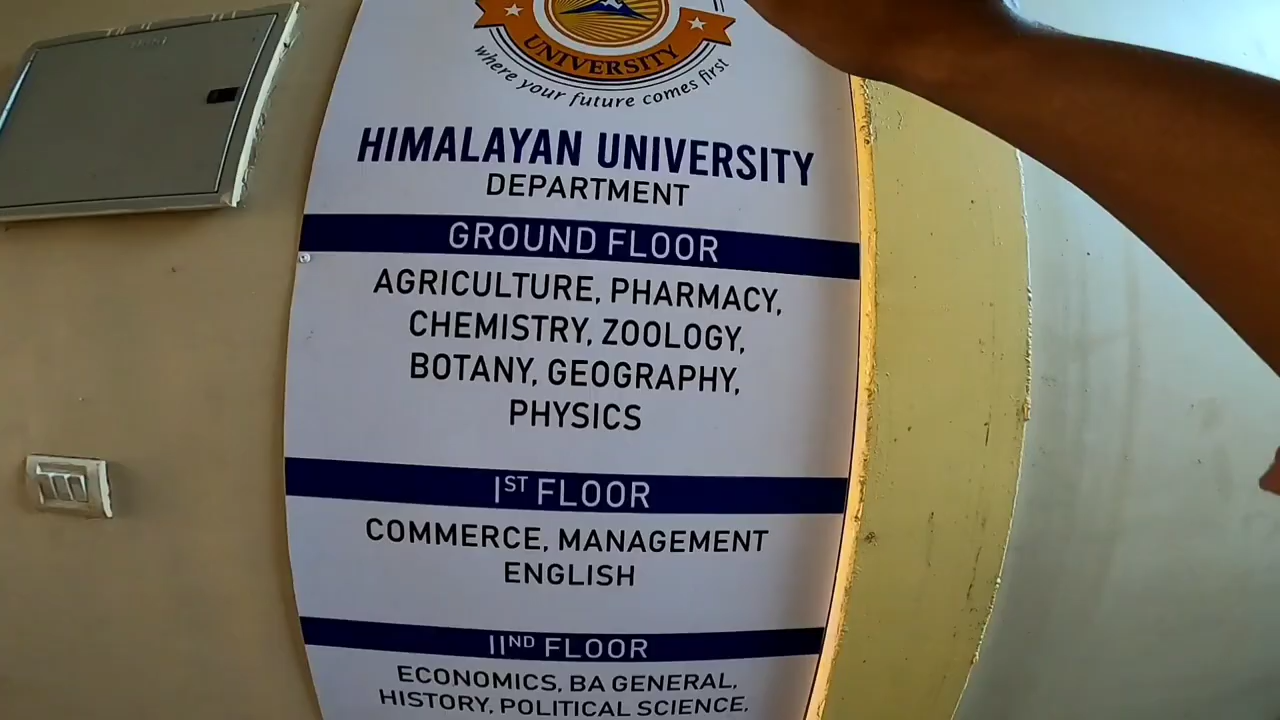 UNIVERSITY
where your future comes first
HIMALAYAN UNIVERSITY
DEPARTMENT
GROUND FLOOR
AGRICULTURE, PHARMACY,
CHEMISTRY, ZOOLOGY,
BOTANY, GEOGRAPHY,
PHYSICS
IST FLOOR
COMMERCE, MANAGEMENT
ENGLISH
IIND FLOOR
ECONOMICS, BA GENERAL,
HISTORY, POLITICAL SCIENCE,